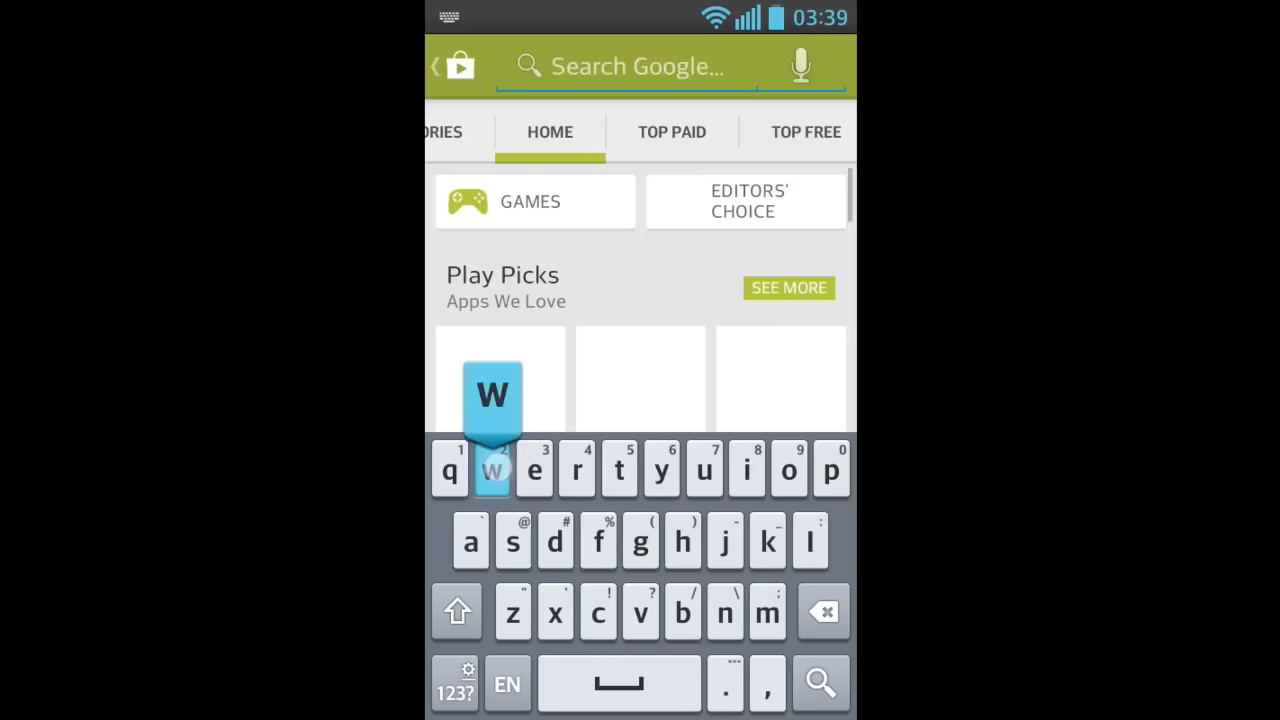 03:39
Search Google...
ORIES
HOME
TOP PAID
TOP FREE
GAMES
EDITORS'
CHOICE
Play Picks
Apps We Love
SEE MORE
W
1 2 3 4 5 6 7 8 9 0
q w e r t y u i o p
` @ # % ( ) - _ :
a s d f g h j k l
" ' ! ? / \ ;
z x c v b n m
...
123? EN . ,